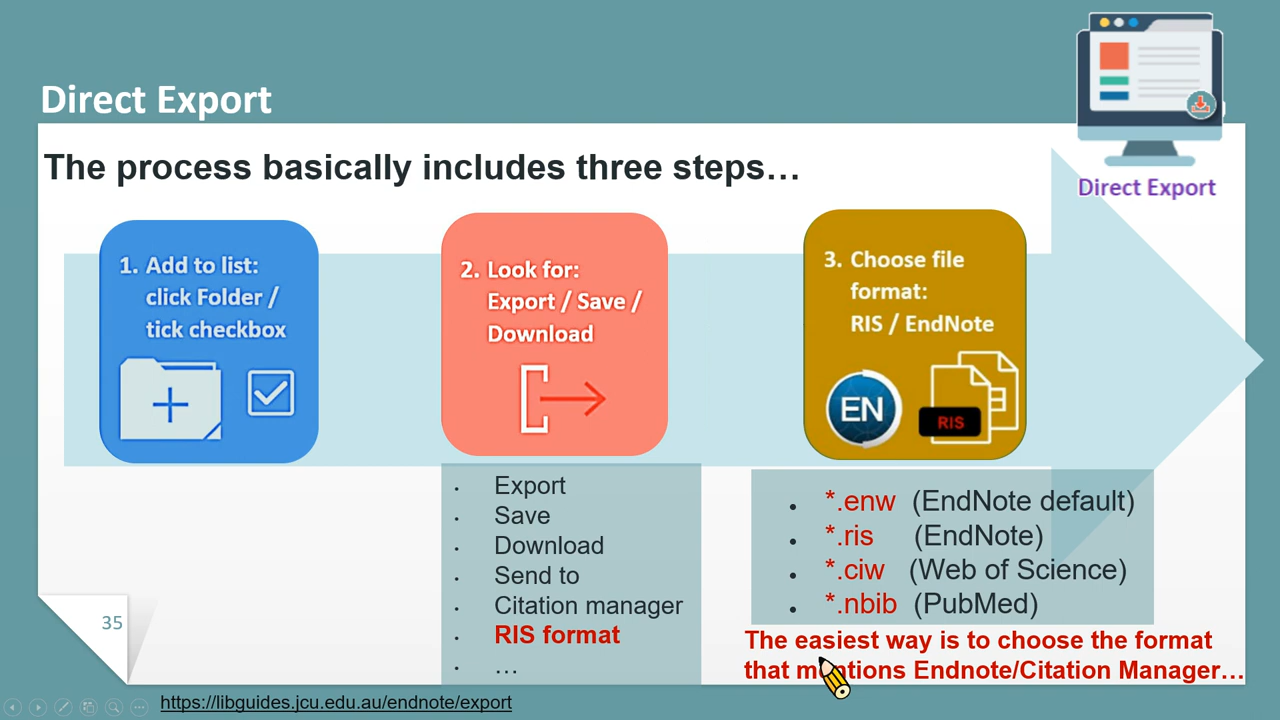 Direct Export
Direct Export
The process basically includes three steps…
1. Add to list:
click Folder /
tick checkbox
2. Look for:
Export / Save /
Download
3. Choose file
format:
RIS / EndNote
EN
RIS
• Export
• Save
• Download
• Send to
• Citation manager
• RIS format
• …
• *.enw (EndNote default)
• *.ris (EndNote)
• *.ciw (Web of Science)
• *.nbib (PubMed)
The easiest way is to choose the format
that mentions Endnote/Citation Manager…
35
https://libguides.jcu.edu.au/endnote/export